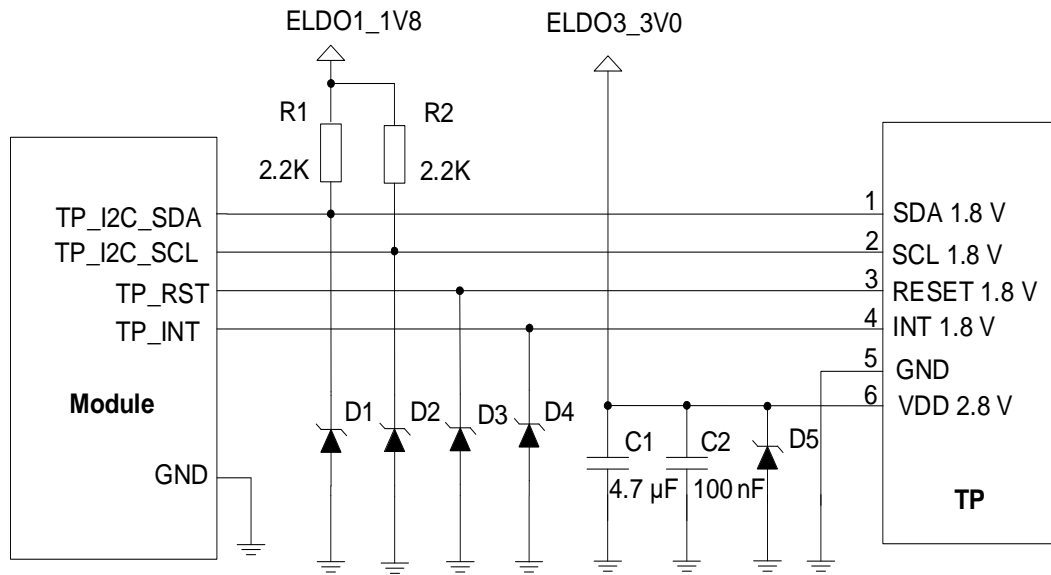 ELDO1_1V8
ELDO3_3V0
R1
R2
2.2K
2.2K
TP_I2C_SDA
TP_I2C_SCL
TP_RST
TP_INT
Module
GND
D1
D2
D3
D4
C1
4.7 µF
C2
100 nF
D5
1
2
3
4
5
6
SDA 1.8 V
SCL 1.8 V
RESET 1.8 V
INT 1.8 V
GND
VDD 2.8 V
TP